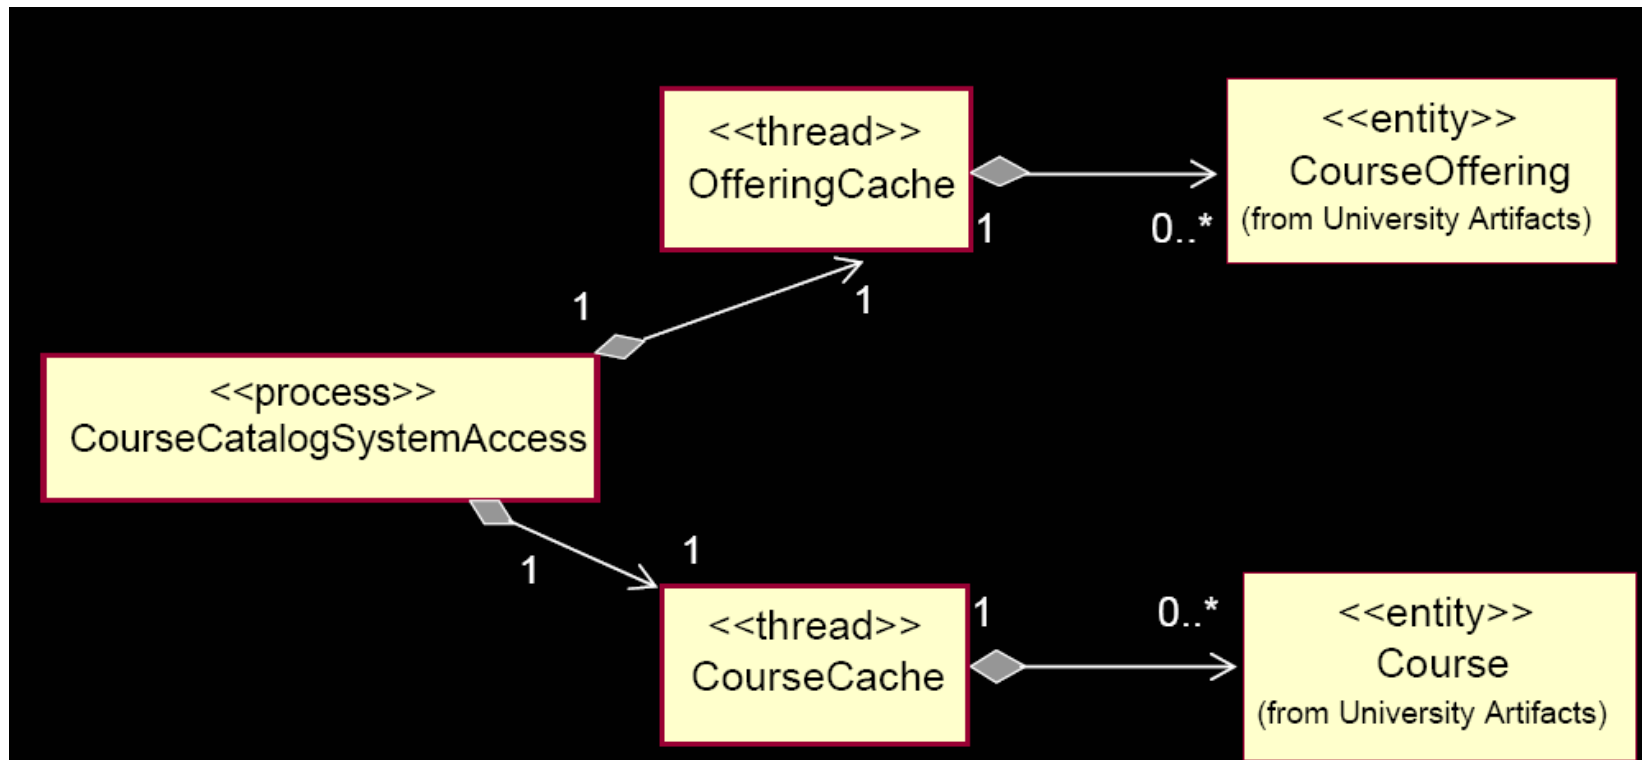 <<thread>>
OfferingCache
<<entity>>
CourseOffering
(from University Artifacts)
1
0..*
1
1
<<process>>
CourseCatalogSystemAccess
1
1
<<thread>>
CourseCache
1
0..*
<<entity>>
Course
(from University Artifacts)